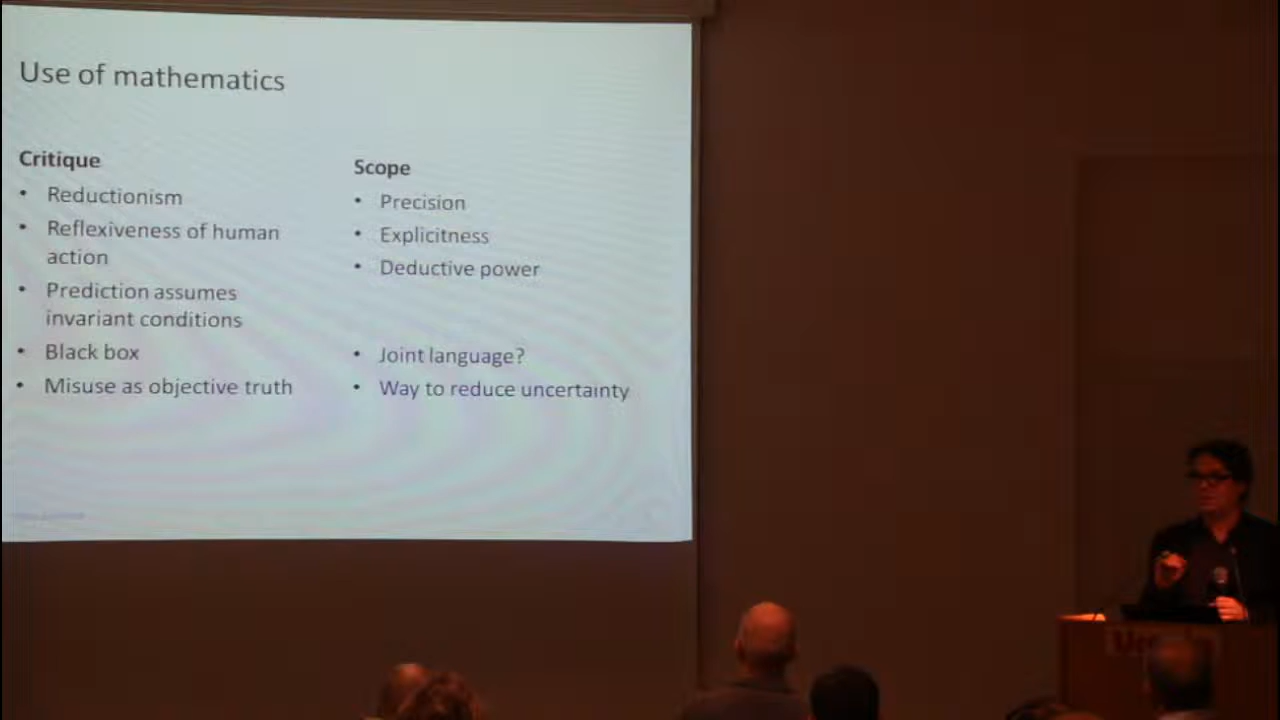 Use of mathematics
Critique
• Reductionism
• Reflexiveness of human
action
• Prediction assumes
invariant conditions
• Black box
• Misuse as objective truth
Scope
• Precision
• Explicitness
• Deductive power
• Joint language?
• Way to reduce uncertainty